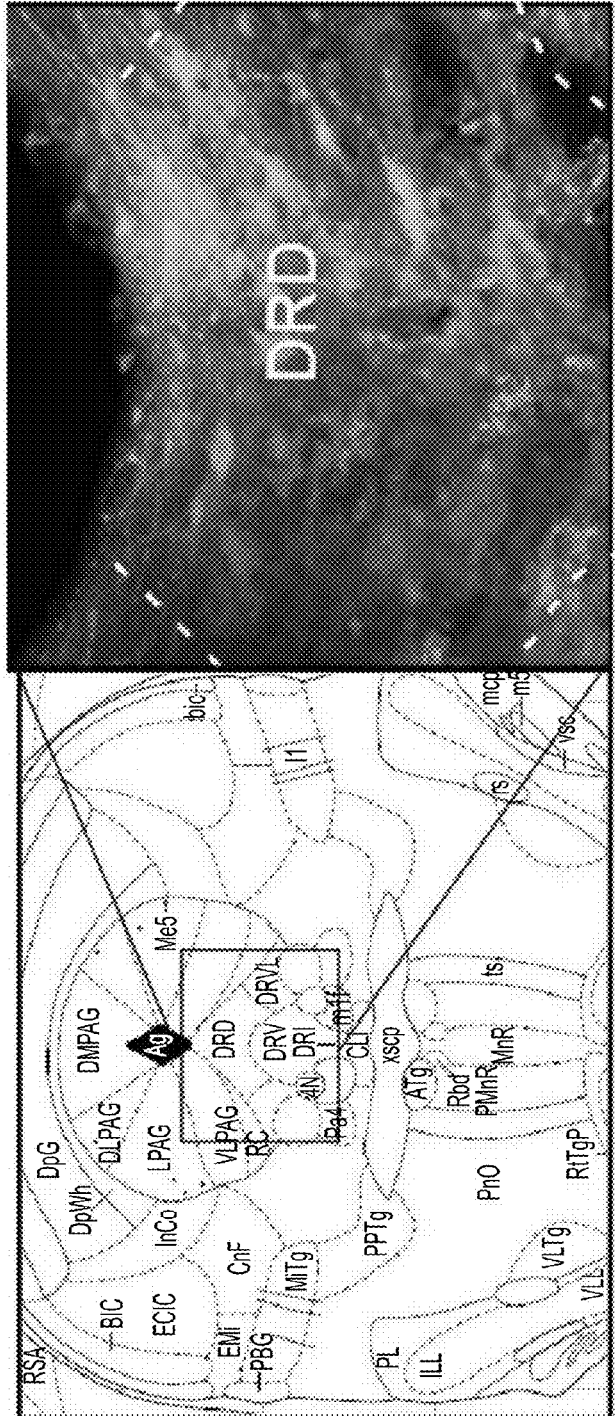 DRD
RSA
DpG
DpWh
BIC
ECIC
InCo
DLPAG
DMPAG
LPAG
Aq
Me5
bic
CnF
EMi
PBG
MiTg
VLPAG
RC
DRD
DRV
DRVL
DRI
4N
Pa4
m1f
CLi
xscp
ll
PPTg
ATg
Rbd
PMnR
MnR
PnO
RtTgP
ts
rs
mcp
m5
vsc
PL
ILL
VLTg
VLL